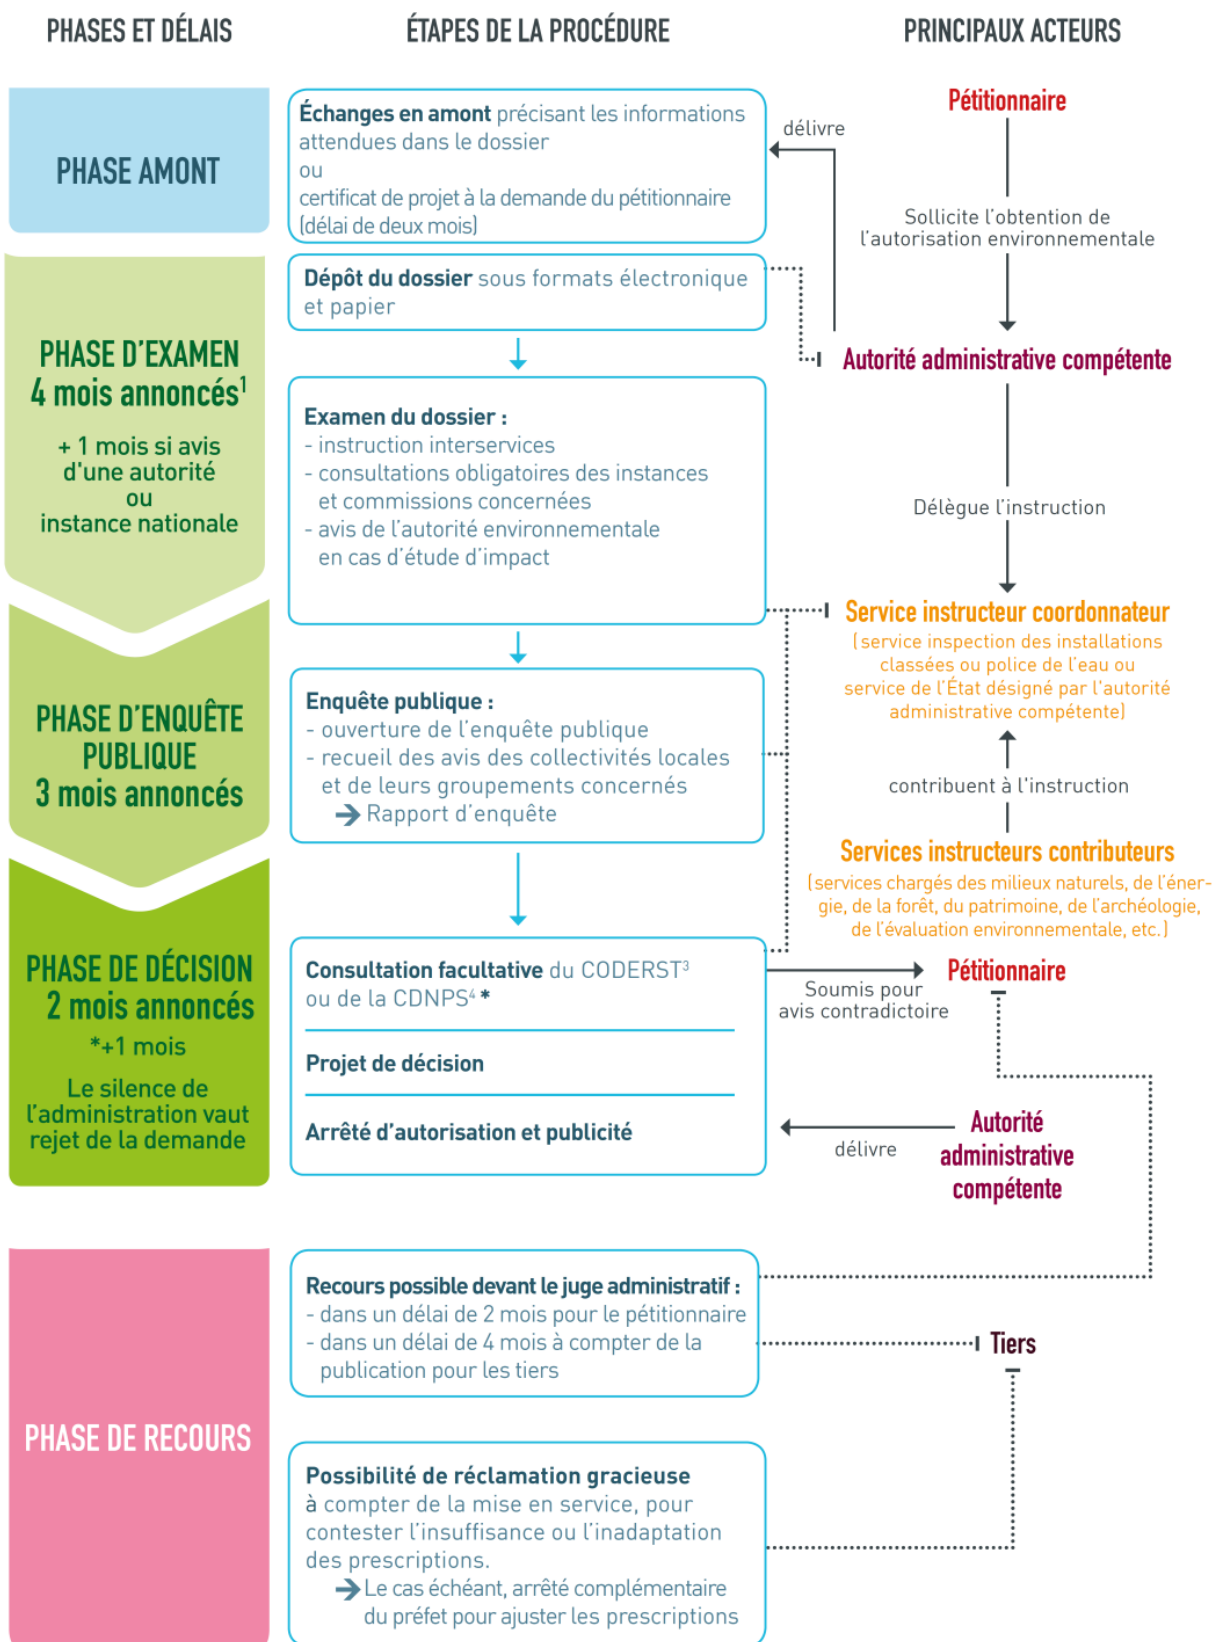 PHASES ET DÉLAIS
ÉTAPES DE LA PROCÉDURE
PRINCIPAUX ACTEURS
PHASE AMONT
Échanges en amont précisant les informations
attendues dans le dossier
ou
certificat de projet à la demande du pétitionnaire
(délai de deux mois)
délivre
Pétitionnaire
Sollicite l'obtention de
l'autorisation environnementale
PHASE D'EXAMEN
4 mois annoncés¹
+ 1 mois si avis
d'une autorité
ou
instance nationale
Dépôt du dossier sous formats électronique
et papier
Autorité administrative compétente
Examen du dossier :
- instruction interservices
- consultations obligatoires des instances
et commissions concernées
- avis de l'autorité environnementale
en cas d'étude d'impact
Délègue l'instruction
Service instructeur coordonnateur
(service inspection des installations
classées ou police de l'eau ou
service de l'État désigné par l'autorité
administrative compétente)
PHASE D'ENQUÊTE
PUBLIQUE
3 mois annoncés
Enquête publique :
- ouverture de l'enquête publique
- recueil des avis des collectivités locales
et de leurs groupements concernés
➔ Rapport d'enquête
contribuent à l'instruction
Services instructeurs contributeurs
(services chargés des milieux naturels, de l'éner-
gie, de la forêt, du patrimoine, de l'archéologie,
de l'évaluation environnementale, etc.)
PHASE DE DÉCISION
2 mois annoncés
*+1 mois
Le silence de
l'administration vaut
rejet de la demande
Consultation facultative du CODERST³
ou de la CDNPS⁴ *
Projet de décision
Arrêté d'autorisation et publicité
Soumis pour
avis contradictoire
Pétitionnaire
délivre
Autorité
administrative
compétente
PHASE DE RECOURS
Recours possible devant le juge administratif :
- dans un délai de 2 mois pour le pétitionnaire
- dans un délai de 4 mois à compter de la
publication pour les tiers
Tiers
Possibilité de réclamation gracieuse
à compter de la mise en service, pour
contester l'insuffisance ou l'inadaptation
des prescriptions.
➔ Le cas échéant, arrêté complémentaire
du préfet pour ajuster les prescriptions